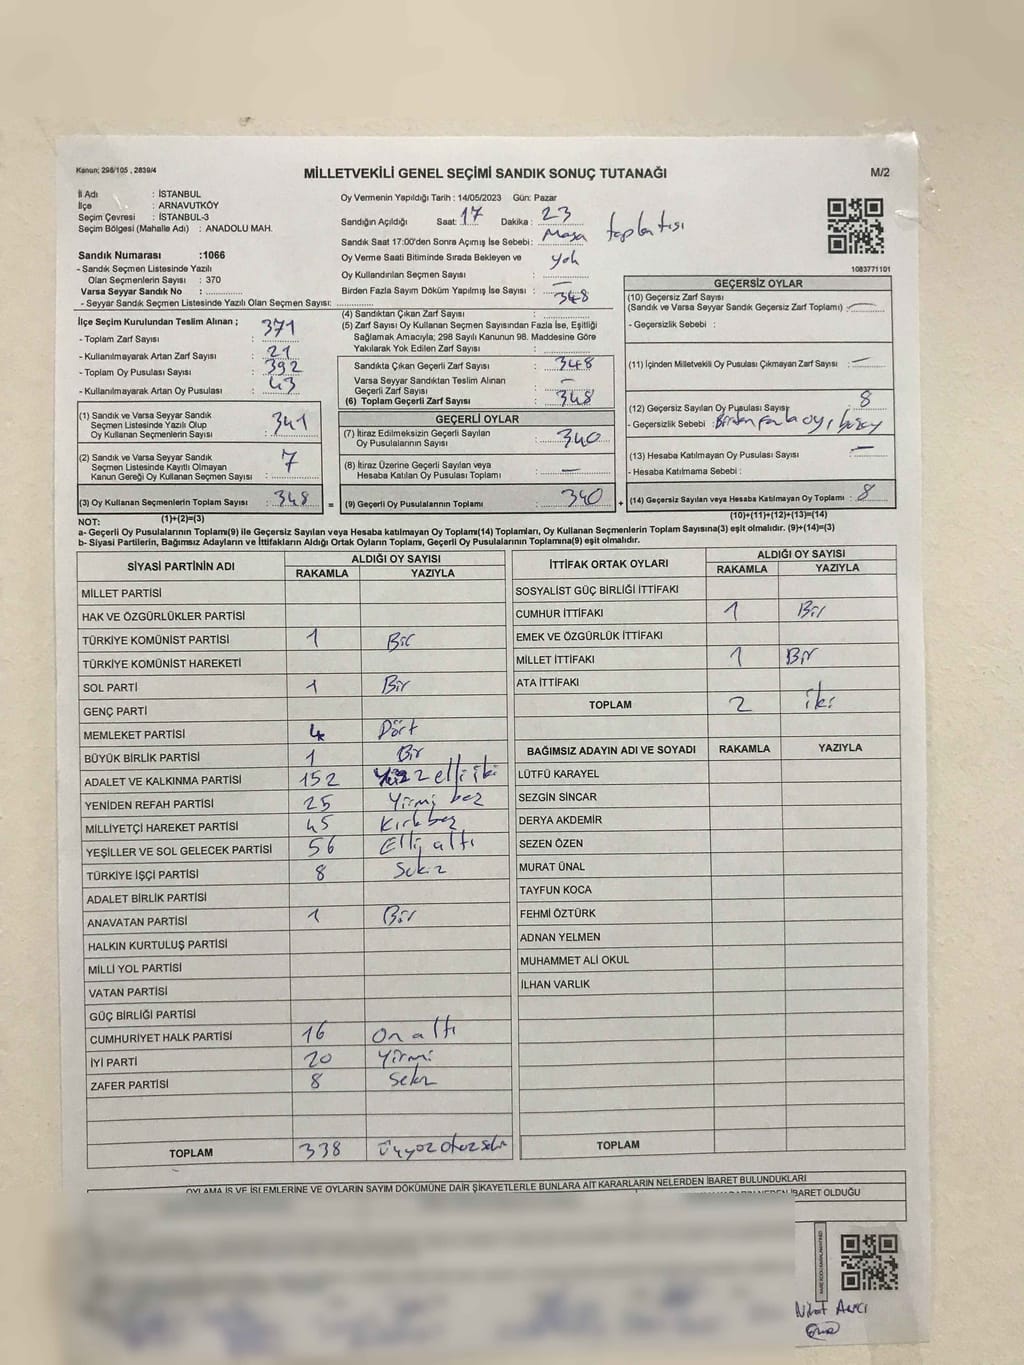 Kanun; 298/105 , 2839/4
MİLLETVEKİLİ GENEL SEÇİMİ SANDIK SONUÇ TUTANAĞI
M/2
İl Adı : İSTANBUL
İlçe : ARNAVUTKÖY
Seçim Çevresi : İSTANBUL-3
Seçim Bölgesi (Mahalle Adı) : ANADOLU MAH.
Sandık Numarası :1066
- Sandık Seçmen Listesinde Yazılı
Olan Seçmenlerin Sayısı : 370
Varsa Seyyar Sandık No :
- Seyyar Sandık Seçmen Listesinde Yazılı Olan Seçmen Sayısı:
Oy Vermenin Yapıldığı Tarih : 14/05/2023 Gün: Pazar
Sandığın Açıldığı Saat: 17 Dakika : 23
Sandık Saat 17:00'den Sonra Açımış İse Sebebi: Masa toplantısı
Oy Verme Saati Bitiminde Sırada Bekleyen ve yok
Oy Kullandırılan Seçmen Sayısı : —
Birden Fazla Sayım Döküm Yapılmış İse Sayısı : —
1083771101
İlçe Seçim Kurulundan Teslim Alınan ;
- Toplam Zarf Sayısı : 371
- Kullanılmayarak Artan Zarf Sayısı : 21
- Toplam Oy Pusulası Sayısı : 392
- Kullanılmayarak Artan Oy Pusulası : 43
(4) Sandıktan Çıkan Zarf Sayısı : 348
(5) Zarf Sayısı Oy Kullanan Seçmen Sayısından Fazla İse, Eşitliği
Sağlamak Amacıyla; 298 Sayılı Kanunun 98. Maddesine Göre
Yakılarak Yok Edilen Zarf Sayısı : —
Sandıkta Çıkan Geçerli Zarf Sayısı : 348
Varsa Seyyar Sandıktan Teslim Alınan
Geçerli Zarf Sayısı : —
(6) Toplam Geçerli Zarf Sayısı : 348
GEÇERSİZ OYLAR
(10) Geçersiz Zarf Sayısı
(Sandık ve Varsa Seyyar Sandık Geçersiz Zarf Toplamı) : —
- Geçersizlik Sebebi :
(11) İçinden Milletvekili Oy Pusulası Çıkmayan Zarf Sayısı : —
(12) Geçersiz Sayılan Oy Pusulası Sayısı : 8
- Geçersizlik Sebebi : Birden fazla oy,
(13) Hesaba Katılmayan Oy Pusulası Sayısı : —
- Hesaba Katılmama Sebebi :
(14) Geçersiz Sayılan veya Hesaba Katılmayan Oy Toplamı : 8
(10)+(11)+(12)+(13)=(14)
(1) Sandık ve Varsa Seyyar Sandık
Seçmen Listesinde Yazılı Olup
Oy Kullanan Seçmenlerin Sayısı : 341
(2) Sandık ve Varsa Seyyar Sandık
Seçmen Listesinde Kayıtlı Olmayan
Kanun Gereği Oy Kullanan Seçmen Sayısı : 7
(3) Oy Kullanan Seçmenlerin Toplam Sayısı : 348 =
(1)+(2)=(3)
GEÇERLİ OYLAR
(7) İtiraz Edilmeksizin Geçerli Sayılan
Oy Pusulasının Sayısı : 340
(8) İtiraz Üzerine Geçerli Sayılan veya
Hesaba Katılan Oy Pusulası Toplamı : —
(9) Geçerli Oy Pusulalarının Toplamı : 340 +
NOT:
a- Geçerli Oy Pusulalarının Toplamı(9) ile Geçersiz Sayılan veya Hesaba katılmayan Oy Toplamı(14) Toplamları, Oy Kullanan Seçmenlerin Toplam Sayısına(3) eşit olmalıdır. (9)+(14)=(3)
b- Siyasi Partilerin, Bağımsız Adayların ve İttifakların Aldığı Ortak Oyların Toplamı, Geçerli Oy Pusulalarının Toplamına(9) eşit olmalıdır.
SİYASİ PARTİNİN ADI ALDIĞI OY SAYISI
RAKAMLA YAZIYLA
MİLLET PARTİSİ
HAK VE ÖZGÜRLÜKLER PARTİSİ
TÜRKİYE KOMÜNİST PARTİSİ 1 Bir
TÜRKİYE KOMÜNİST HAREKETİ
SOL PARTİ 1 Bir
GENÇ PARTİ
MEMLEKET PARTİSİ 4 Dört
BÜYÜK BİRLİK PARTİSİ 1 Bir
ADALET VE KALKINMA PARTİSİ 152 Yüz elli iki
YENİDEN REFAH PARTİSİ 25 Yirmi beş
MİLLİYETÇİ HAREKET PARTİSİ 45 Kırk beş
YEŞİLLER VE SOL GELECEK PARTİSİ 56 Elli altı
TÜRKİYE İŞÇİ PARTİSİ 8 Sekiz
ADALET BİRLİK PARTİSİ
ANAVATAN PARTİSİ 1 Bir
HALKIN KURTULUŞ PARTİSİ
MİLLİ YOL PARTİSİ
VATAN PARTİSİ
GÜÇ BİRLİĞİ PARTİSİ
CUMHURİYET HALK PARTİSİ 16 On altı
İYİ PARTİ 20 Yirmi
ZAFER PARTİSİ 8 Sekiz
TOPLAM 338 Üçyüz otuz sekiz
İTTİFAK ORTAK OYLARI ALDIĞI OY SAYISI
RAKAMLA YAZIYLA
SOSYALİST GÜÇ BİRLİĞİ İTTİFAKI
CUMHUR İTTİFAKI 1 Bir
EMEK VE ÖZGÜRLÜK İTTİFAKI
MİLLET İTTİFAKI 1 Bir
ATA İTTİFAKI
TOPLAM 2 iki
BAĞIMSIZ ADAYIN ADI VE SOYADI RAKAMLA YAZIYLA
LÜTFÜ KARAYEL
SEZGİN SİNCAR
DERYA AKDEMİR
SEZEN ÖZEN
MURAT ÜNAL
TAYFUN KOCA
FEHMİ ÖZTÜRK
ADNAN YELMEN
MUHAMMET ALİ OKUL
İLHAN VARLIK
TOPLAM
OYLAMA İŞ VE İŞLEMLERİNE VE OYLARIN SAYIM DÖKÜMÜNE DAİR ŞİKAYETLERLE BUNLARA AİT KARARLARIN NELERDEN İBARET BULUNDUKLARI
NEDEN İBARET OLDUĞU